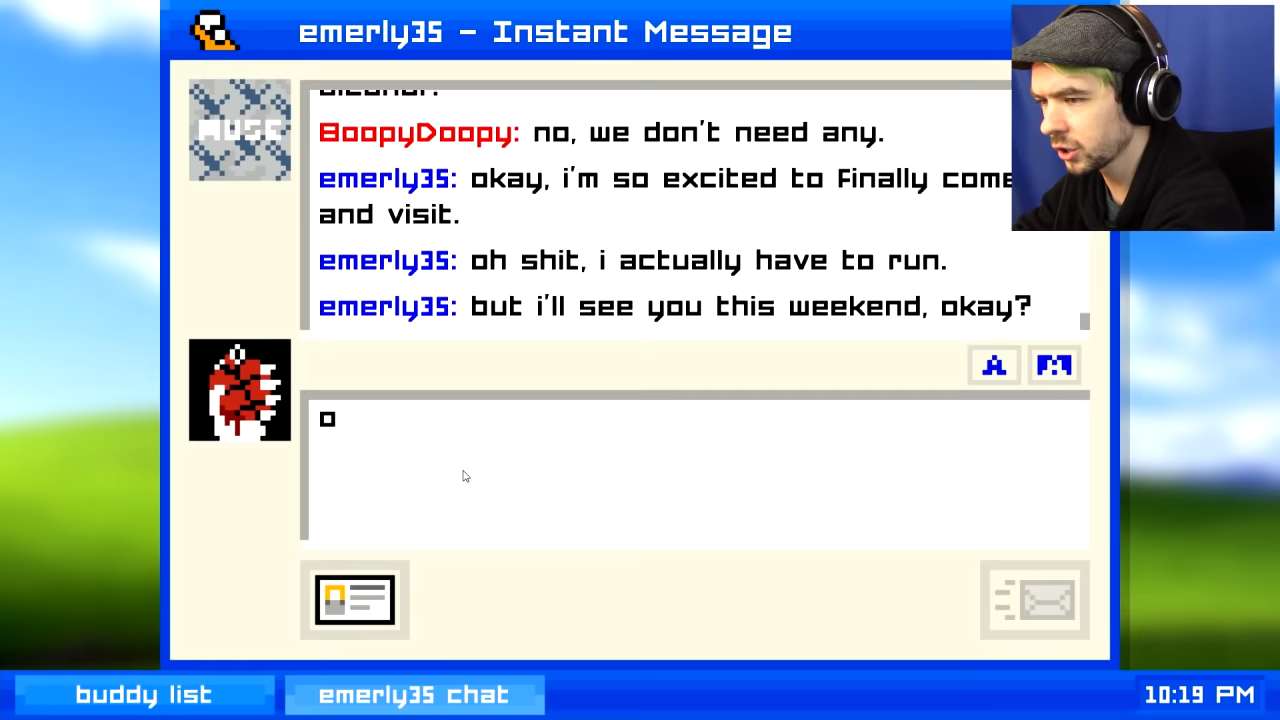 emerly35 - Instant Message
MUSE
BoopyDoopy: no, we don't need any.
emerly35: okay, i'm so excited to finally come
and visit.
emerly35: oh shit, i actually have to run.
emerly35: but i'll see you this weekend, okay?
A
o
buddy list
emerly35 chat
10:19 PM